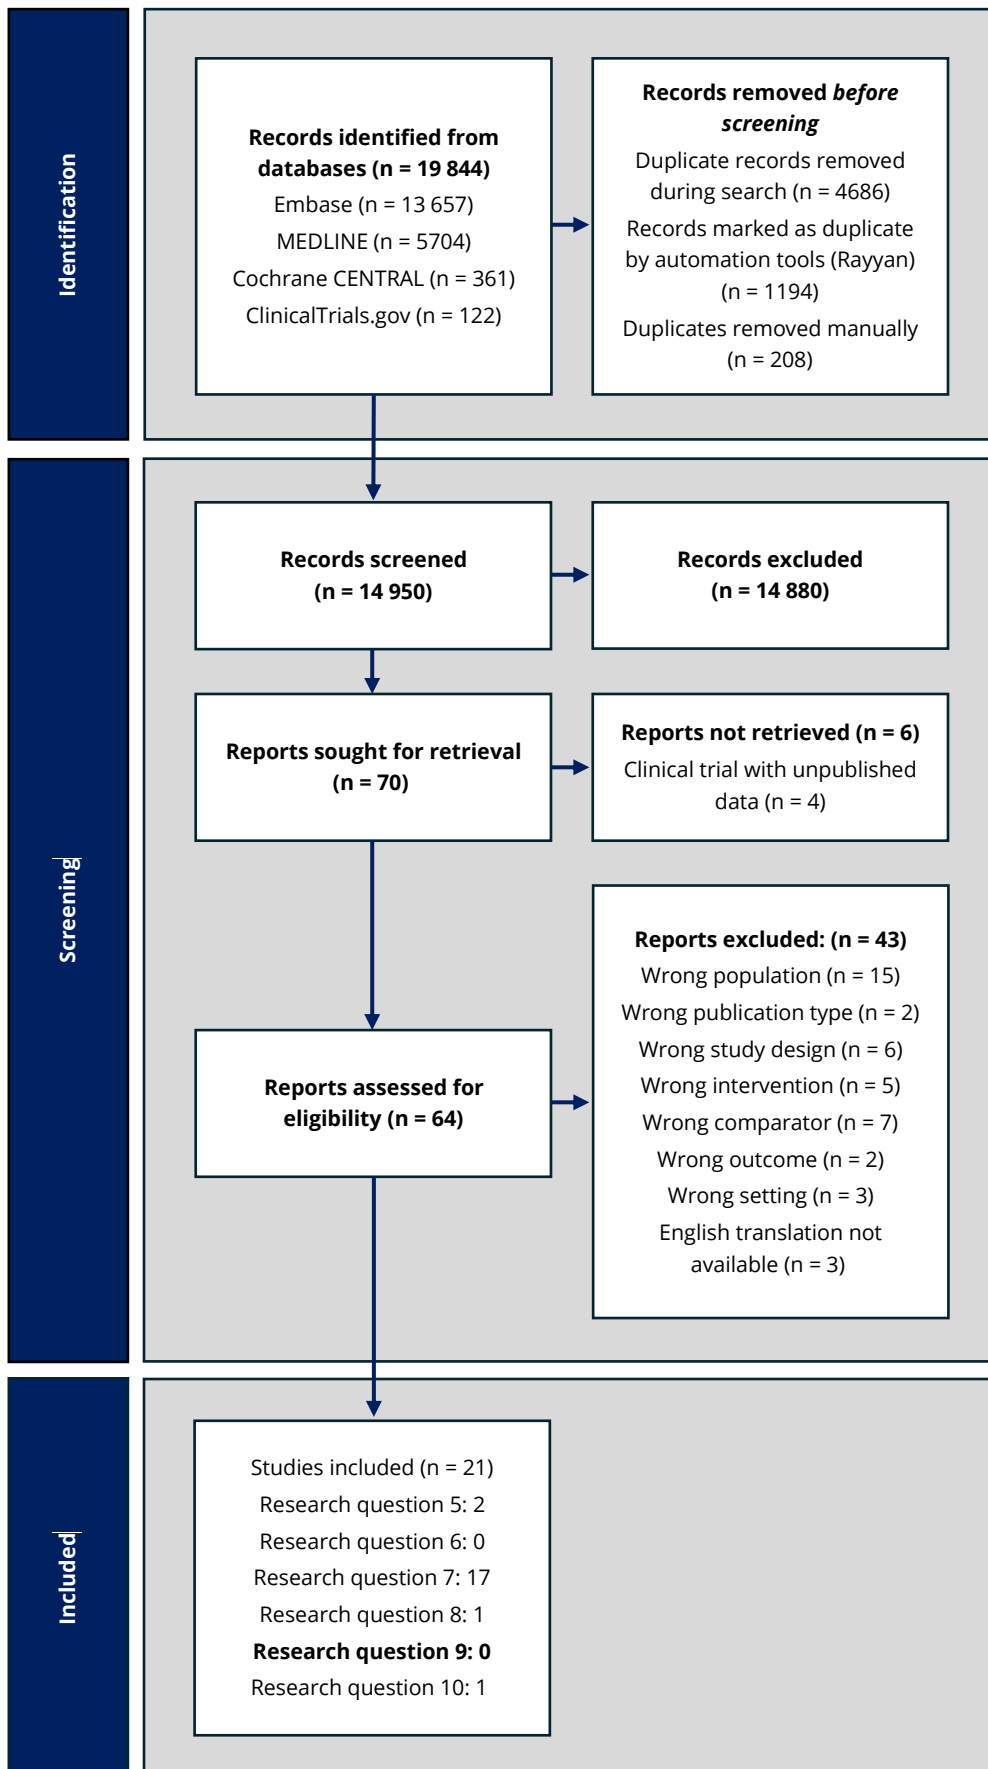 Identification
Records identified from
databases (n = 19 844)
Embase (n = 13 657)
MEDLINE (n = 5704)
Cochrane CENTRAL (n = 361)
ClinicalTrials.gov (n = 122)
Records removed before
screening
Duplicate records removed
during search (n = 4686)
Records marked as duplicate
by automation tools (Rayyan)
(n = 1194)
Duplicates removed manually
(n = 208)
Screening
Records screened
(n = 14 950)
Records excluded
(n = 14 880)
Reports sought for retrieval
(n = 70)
Reports not retrieved (n = 6)
Clinical trial with unpublished
data (n = 4)
Reports assessed for
eligibility (n = 64)
Reports excluded: (n = 43)
Wrong population (n = 15)
Wrong publication type (n = 2)
Wrong study design (n = 6)
Wrong intervention (n = 5)
Wrong comparator (n = 7)
Wrong outcome (n = 2)
Wrong setting (n = 3)
English translation not
available (n = 3)
Included
Studies included (n = 21)
Research question 5: 2
Research question 6: 0
Research question 7: 17
Research question 8: 1
Research question 9: 0
Research question 10: 1